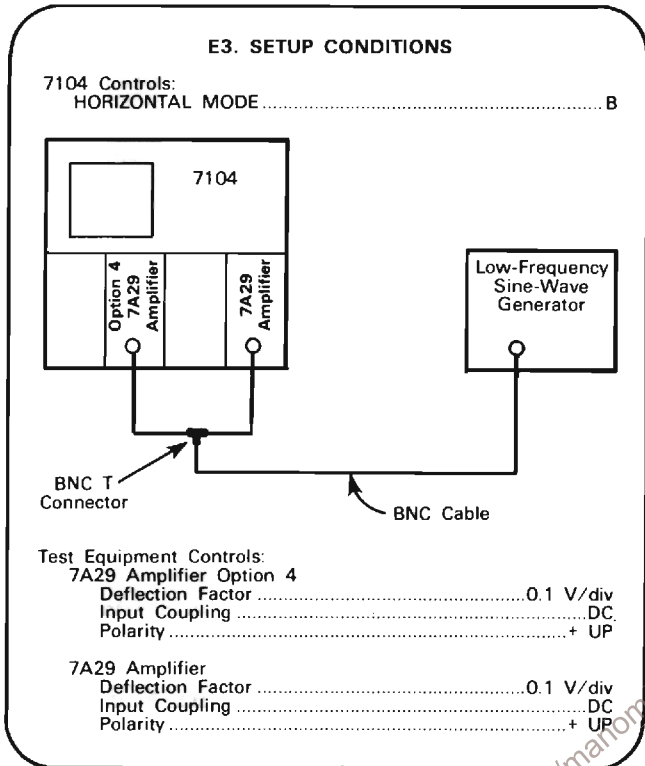 E3. SETUP CONDITIONS
7104 Controls:
HORIZONTAL MODE ........................ B
7104
Option 4
7A29
Amplifier
7A29
Amplifier
Low-Frequency
Sine-Wave
Generator
BNC T
Connector
BNC Cable
Test Equipment Controls:
7A29 Amplifier Option 4
Deflection Factor ........................ 0.1 V/div
Input Coupling ........................ DC
Polarity ........................ + UP
7A29 Amplifier
Deflection Factor ........................ 0.1 V/div
Input Coupling ........................ DC
Polarity ........................ + UP